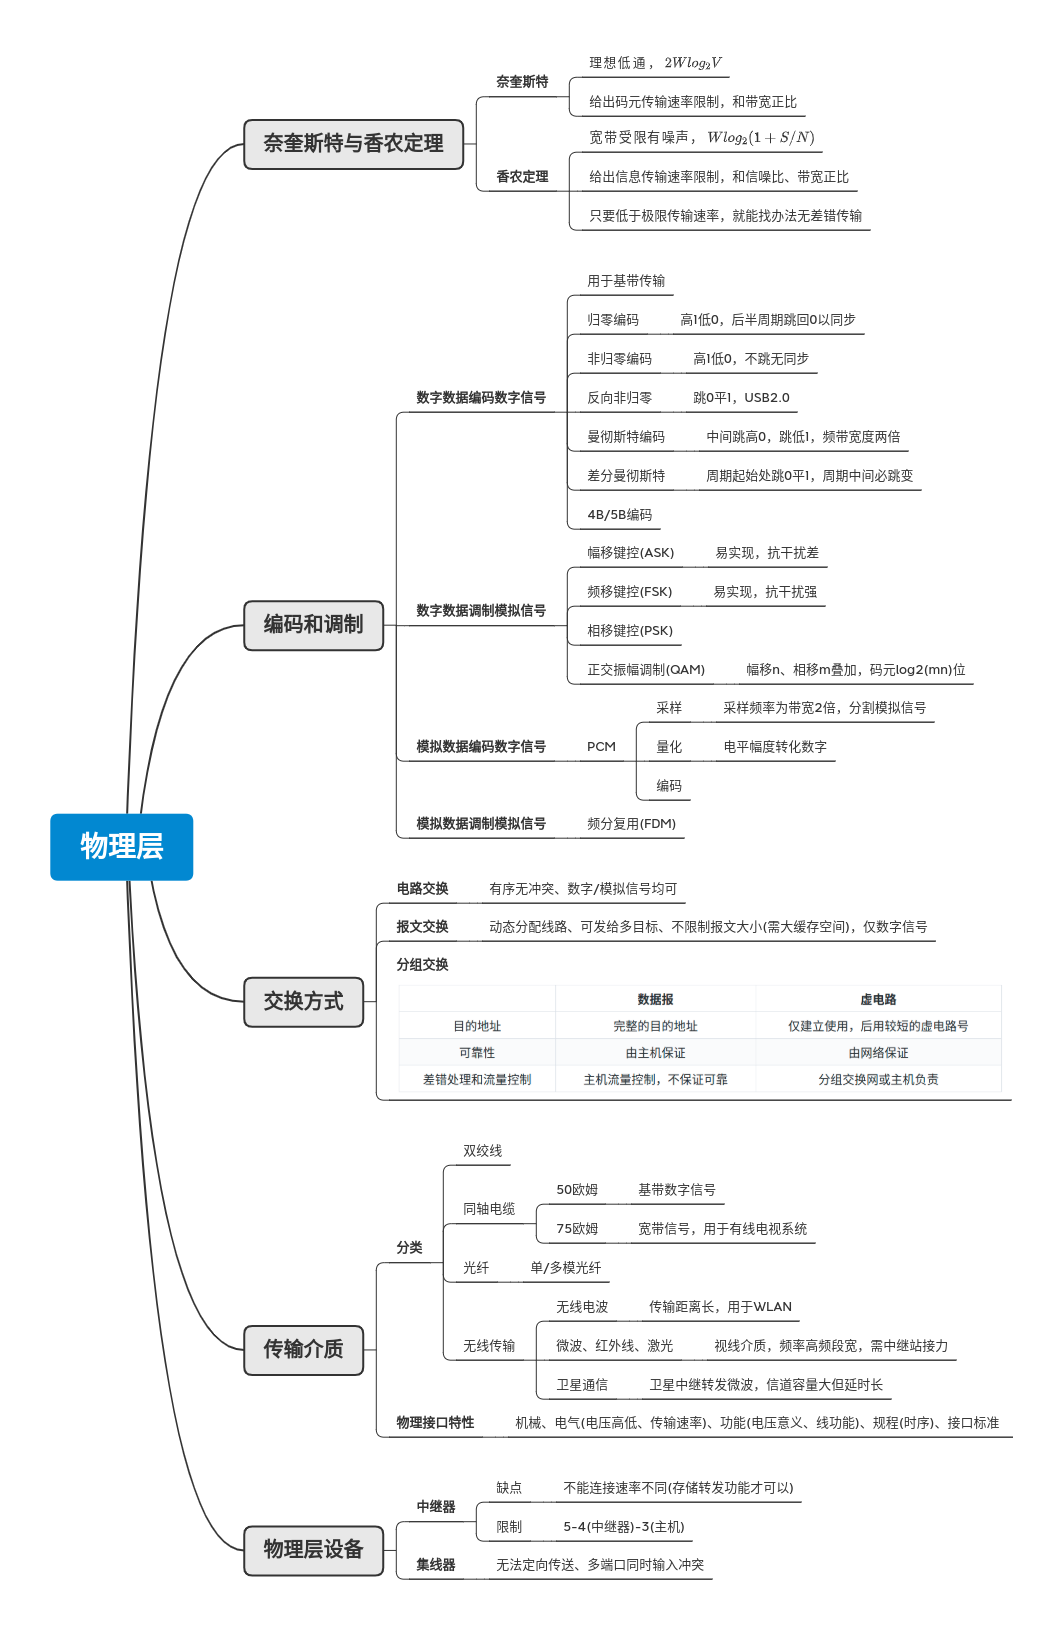 物理层
奈奎斯特与香农定理
奈奎斯特
理想低通，2Wlog₂V
给出码元传输速率限制，和带宽正比
香农定理
宽带受限有噪声，Wlog₂(1 + S/N)
给出信息传输速率限制，和信噪比、带宽正比
只要低于极限传输速率，就能找办法无差错传输
编码和调制
数字数据编码数字信号
用于基带传输
归零编码 高1低0，后半周期跳回0以同步
非归零编码 高1低0，不跳无同步
反向非归零 跳0平1，USB2.0
曼彻斯特编码 中间跳高0，跳低1，频带宽度两倍
差分曼彻斯特 周期起始处跳0平1，周期中间必跳变
4B/5B编码
数字数据调制模拟信号
幅移键控(ASK) 易实现，抗干扰差
频移键控(FSK) 易实现，抗干扰强
相移键控(PSK)
正交振幅调制(QAM) 幅移n、相移m叠加，码元log2(mn)位
模拟数据编码数字信号
PCM
采样 采样频率为带宽2倍，分割模拟信号
量化 电平幅度转化数字
编码
模拟数据调制模拟信号 频分复用(FDM)
交换方式
电路交换 有序无冲突、数字/模拟信号均可
报文交换 动态分配线路、可发给多目标、不限制报文大小(需大缓存空间)，仅数字信号
分组交换
数据报 虚电路
目的地址 完整的目的地址 仅建立使用，后用较短的虚电路号
可靠性 由主机保证 由网络保证
差错处理和流量控制 主机流量控制，不保证可靠 分组交换网或主机负责
传输介质
分类
双绞线
同轴电缆
50欧姆 基带数字信号
75欧姆 宽带信号，用于有线电视系统
光纤 单/多模光纤
无线传输
无线电波 传输距离长，用于WLAN
微波、红外线、激光 视线介质，频率高频段宽，需中继站接力
卫星通信 卫星中继转发微波，信道容量大但延时长
物理接口特性 机械、电气(电压高低、传输速率)、功能(电压意义、线功能)、规程(时序)、接口标准
物理层设备
中继器
缺点 不能连接速率不同(存储转发功能才可以)
限制 5-4(中继器)-3(主机)
集线器 无法定向传送、多端口同时输入冲突